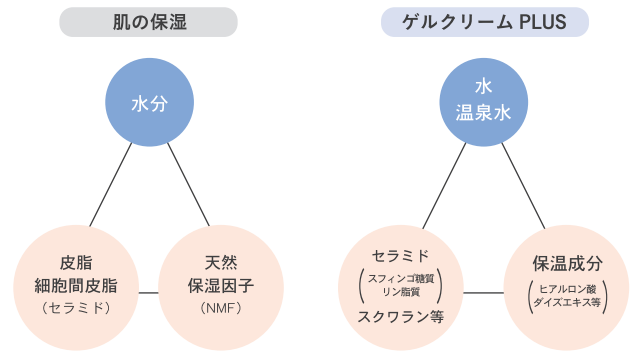 肌の保湿
水分
皮脂
細胞間皮脂
（セラミド）
天然
保湿因子
（NMF）
ゲルクリーム PLUS
水
温泉水
セラミド
（スフィンゴ糖質
リン脂質）
スクワラン等
保温成分
（ヒアルロン酸
ダイズエキス等）